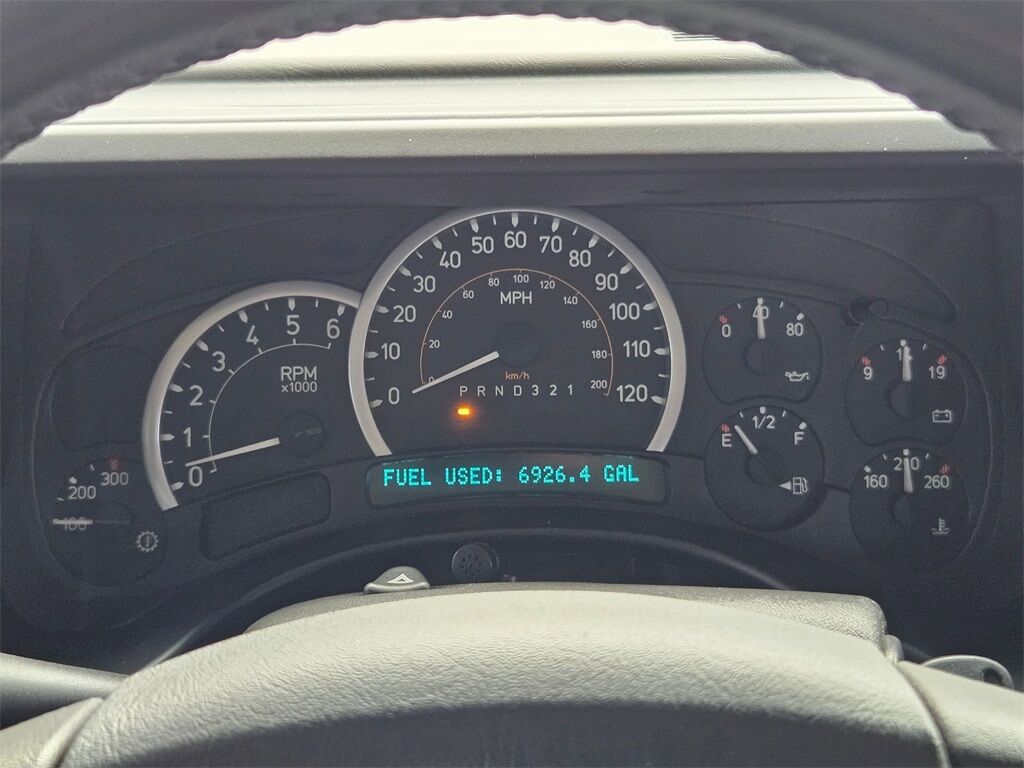 0 1 2 3 4 5 6
RPM
x1000
0 10 20 30 40 50 60 70 80 90 100 110 120
MPH
0 20 40 60 80 100 120 140 160 180 200
km/h
P R N D 3 2 1
FUEL USED: 6926.4 GAL
100 200 300
0 40 80
9 19
E 1/2 F
160 210 260